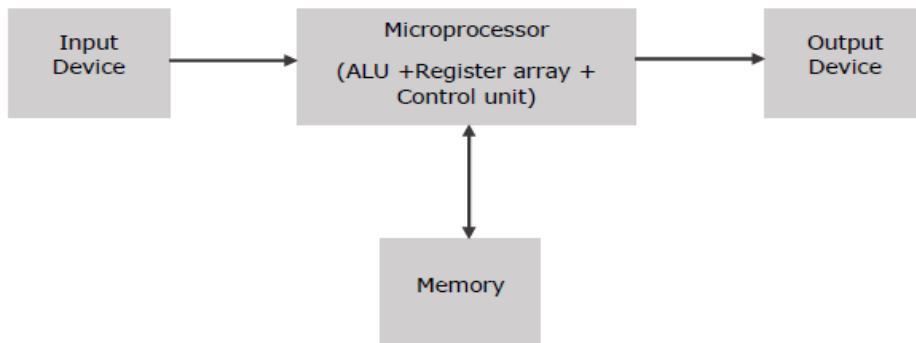 Input
Device
Microprocessor
(ALU +Register array +
Control unit)
Output
Device
Memory